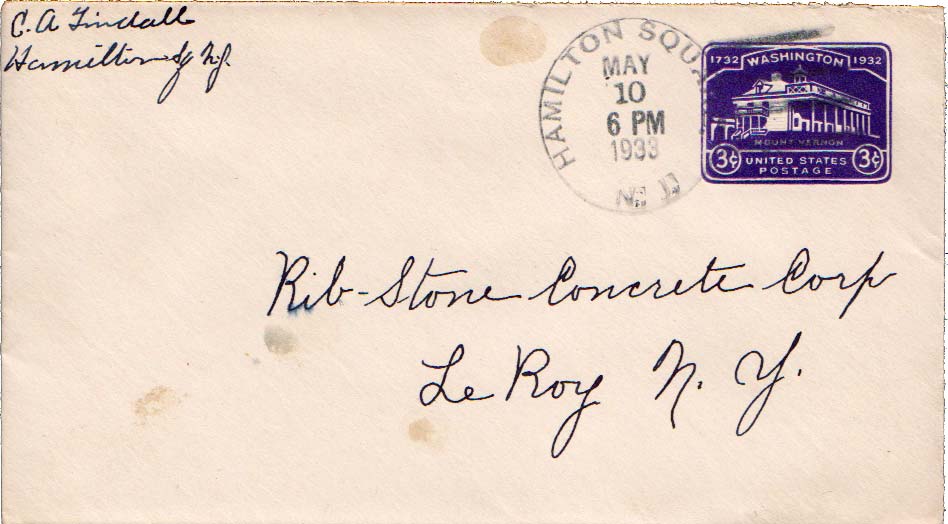 C. A Tindall
Hamilton Sq N.J.
HAMILTON SQUA
MAY
10
6 PM
1933
N. J.
1732 WASHINGTON 1932
MOUNT VERNON
3¢ UNITED STATES 3¢
POSTAGE
Rib-Stone Concrete Corp
Le Roy N. Y.